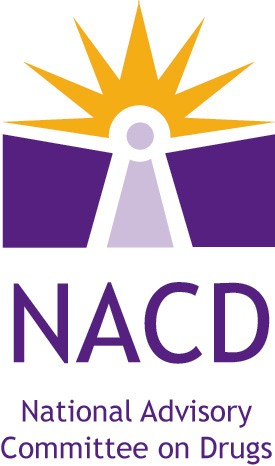 NACD
National Advisory
Committee on Drugs